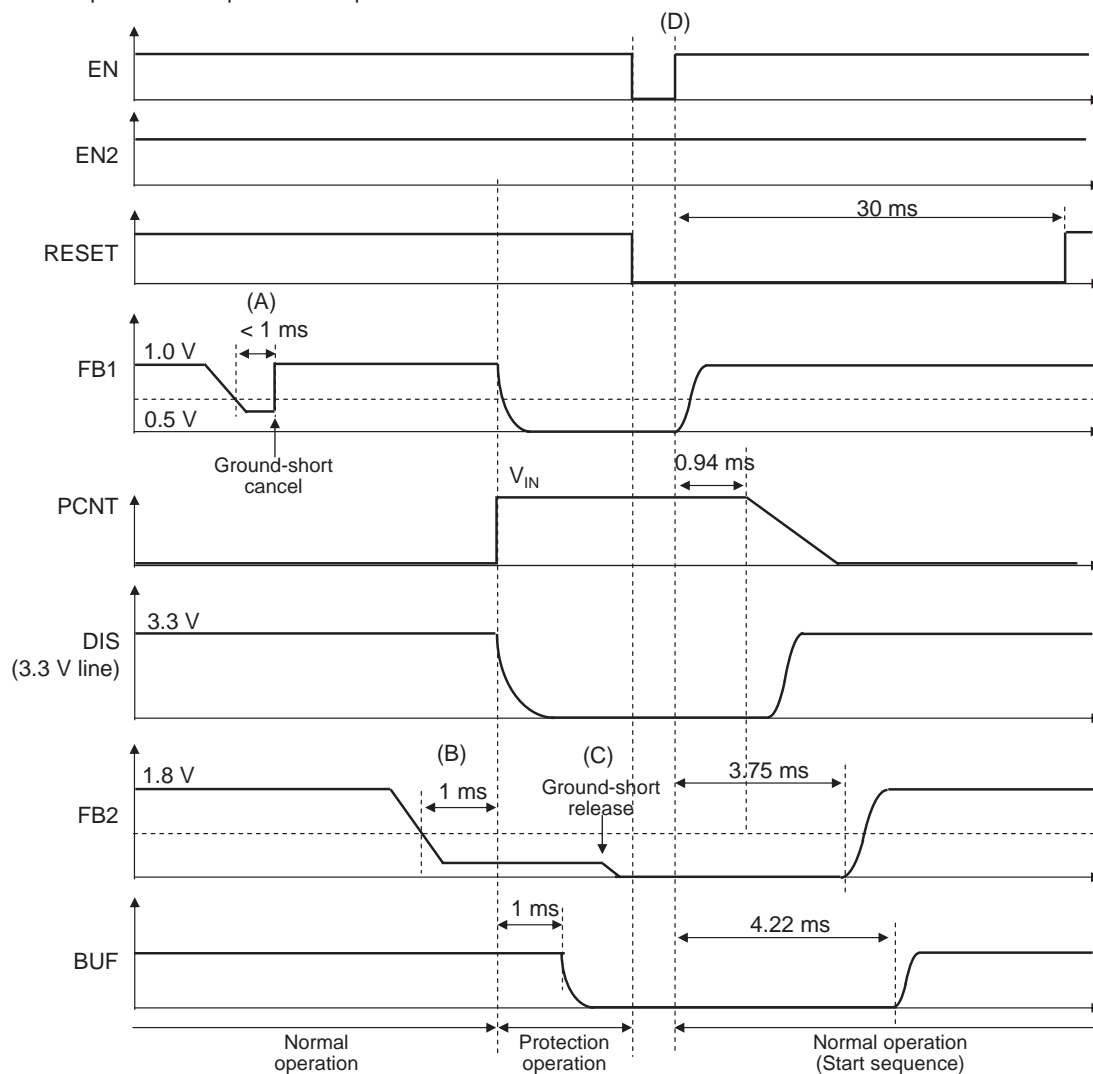 (D)
EN
EN2
30 ms
RESET
(A)
< 1 ms
1.0 V
FB1
0.5 V
Ground-short
cancel
0.94 ms
VIN
PCNT
3.3 V
DIS
(3.3 V line)
(B)
(C)
1.8 V
1 ms
Ground-short
release
3.75 ms
FB2
1 ms
4.22 ms
BUF
Normal
operation
Protection
operation
Normal operation
(Start sequence)